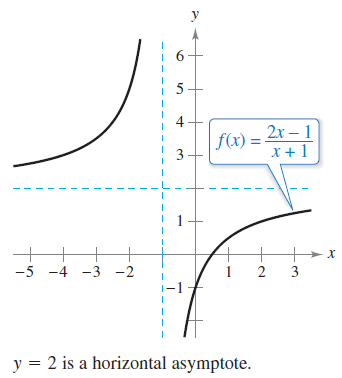 y
6
5
4
3
1
-1
f(x) = (2x – 1)/(x + 1)
x
-5 -4 -3 -2 1 2 3
y = 2 is a horizontal asymptote.